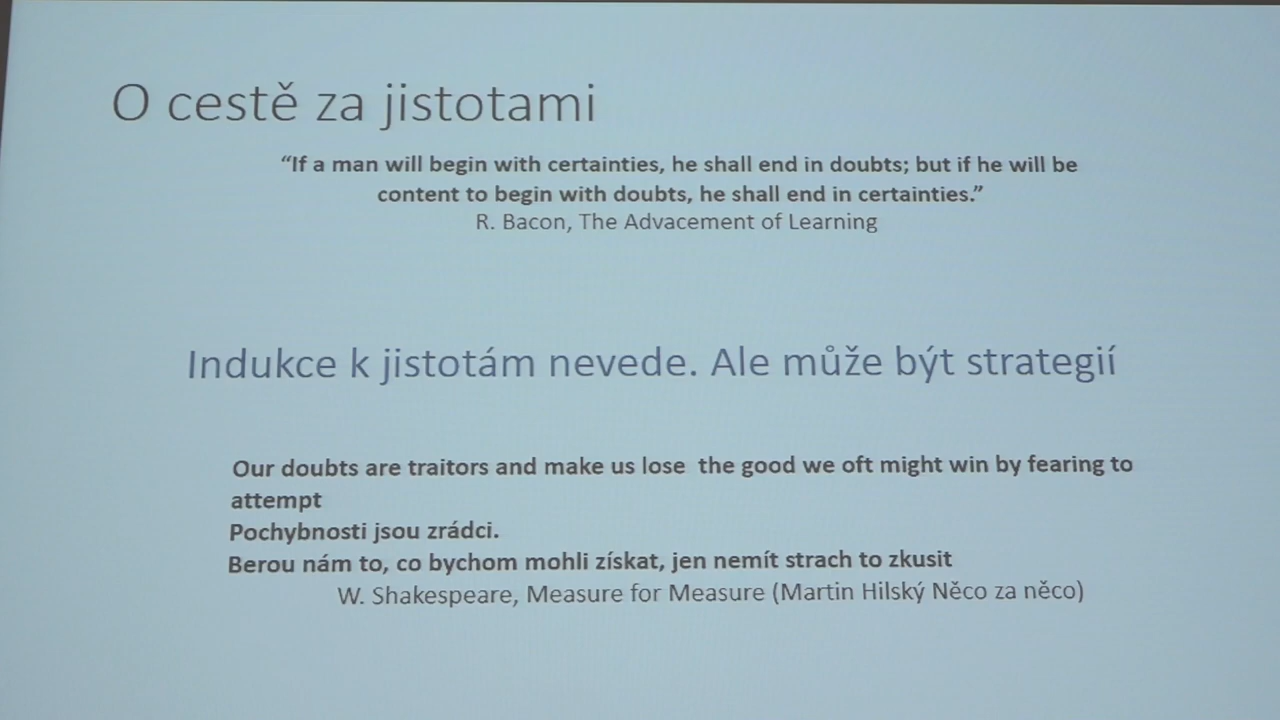 O cestě za jistotami
“If a man will begin with certainties, he shall end in doubts; but if he will be
content to begin with doubts, he shall end in certainties.”
R. Bacon, The Advacement of Learning
Indukce k jistotám nevede. Ale může být strategií
Our doubts are traitors and make us lose  the good we oft might win by fearing to
attempt
Pochybnosti jsou zrádci.
Berou nám to, co bychom mohli získat, jen nemít strach to zkusit
W. Shakespeare, Measure for Measure (Martin Hilský Něco za něco)